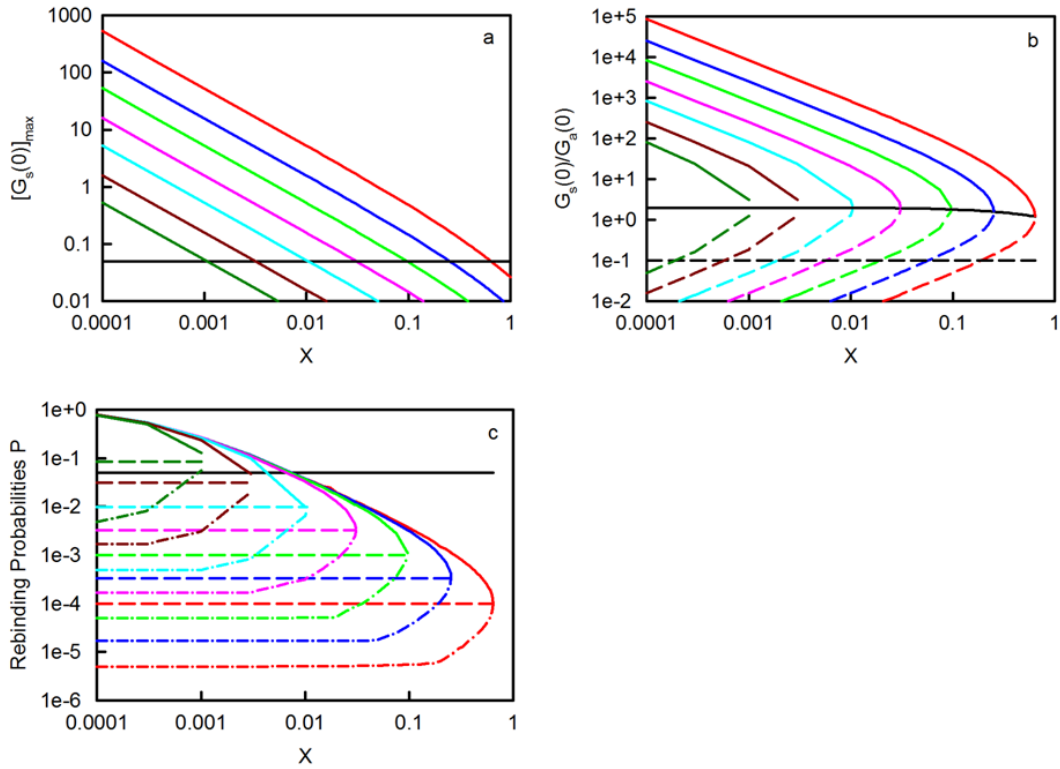 1000
100
10
1
0.1
0.01
[Gs(0)]max
a
0.0001
0.001
0.01
0.1
1
X
1e+5
1e+4
1e+3
1e+2
1e+1
1e+0
1e-1
1e-2
Gs(0)/Ga(0)
b
0.0001
0.001
0.01
0.1
1
X
1e+0
1e-1
1e-2
1e-3
1e-4
1e-5
1e-6
Rebinding Probabilities P
c
0.0001
0.001
0.01
0.1
1
X